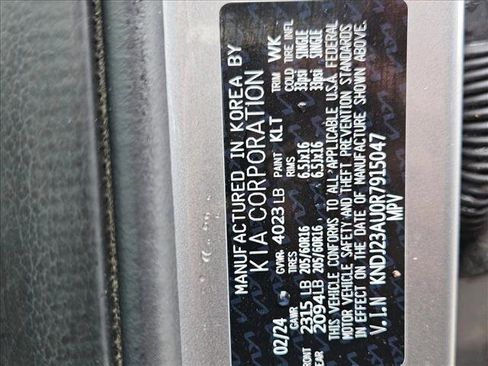 MANUFACTURED IN KOREA BY
KIA CORPORATION
02/24 GVWR 4023 LB PAINT KLT TRIM WK
GAWR TIRES RIMS COLD TIRE INFL
FRONT 2315 LB 205/60R16 6.5Jx16 33psi SINGLE
REAR 2094 LB 205/60R16 6.5Jx16 33psi SINGLE
THIS VEHICLE CONFORMS TO ALL APPLICABLE U.S.A. FEDERAL
MOTOR VEHICLE SAFETY AND THEFT PREVENTION STANDARDS
IN EFFECT ON THE DATE OF MANUFACTURE SHOWN ABOVE.
V.I.N KNDJ23AU0R7915047
MPV